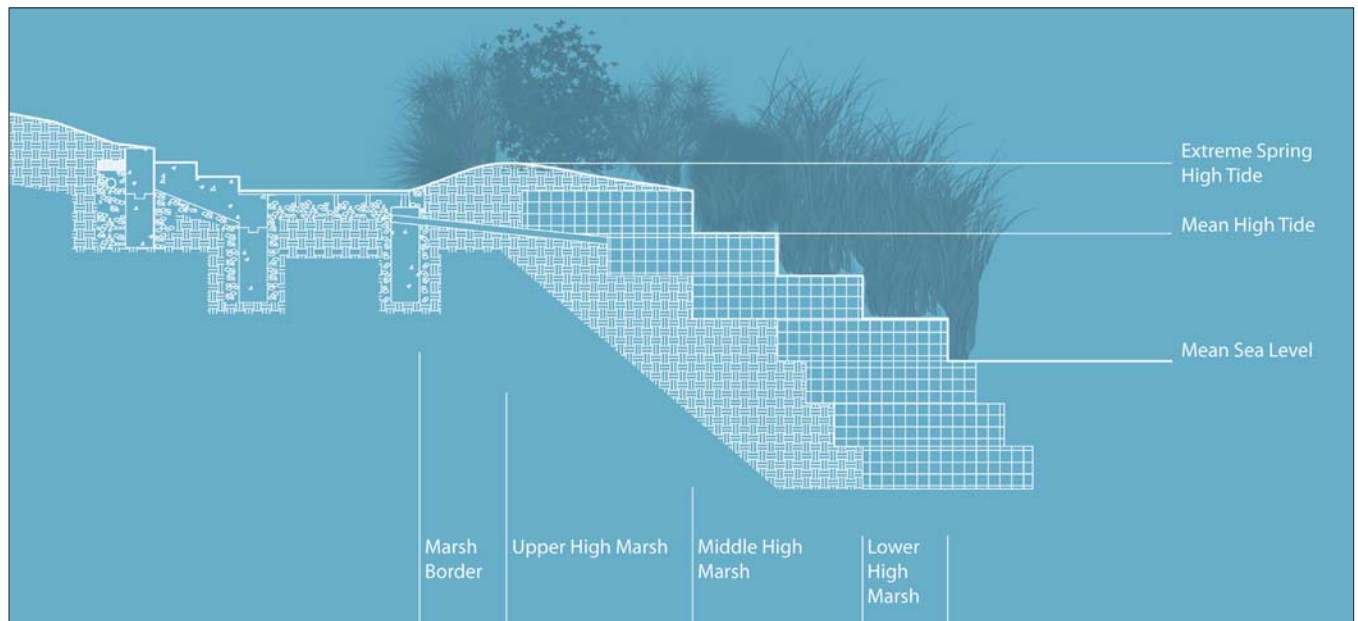 Extreme Spring
High Tide
Mean High Tide
Mean Sea Level
Marsh
Border
Upper High Marsh
Middle High
Marsh
Lower
High
Marsh